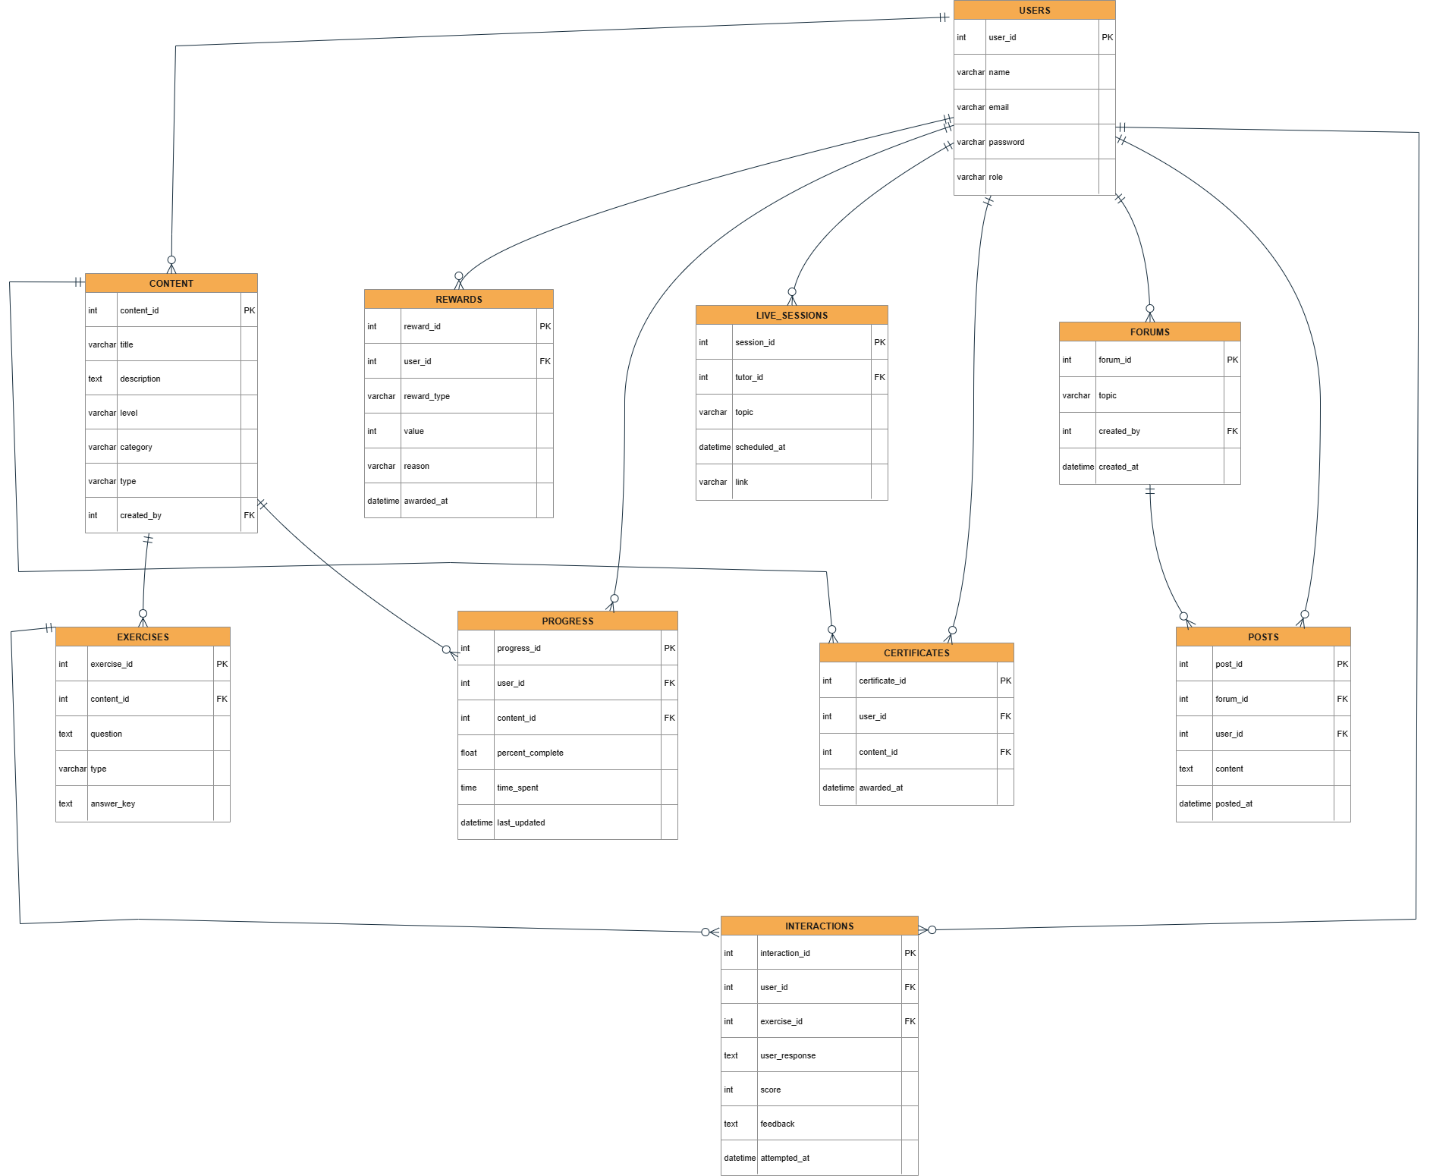 USERS
int user_id PK
varchar name
varchar email
varchar password
varchar role
CONTENT
int content_id PK
varchar title
text description
varchar level
varchar category
varchar type
int created_by FK
REWARDS
int reward_id PK
int user_id FK
varchar reward_type
int value
varchar reason
datetime awarded_at
LIVE_SESSIONS
int session_id PK
int tutor_id FK
varchar topic
datetime scheduled_at
varchar link
FORUMS
int forum_id PK
varchar topic
int created_by FK
datetime created_at
EXERCISES
int exercise_id PK
int content_id FK
text question
varchar type
text answer_key
PROGRESS
int progress_id PK
int user_id FK
int content_id FK
float percent_complete
time time_spent
datetime last_updated
CERTIFICATES
int certificate_id PK
int user_id FK
int content_id FK
datetime awarded_at
POSTS
int post_id PK
int forum_id FK
int user_id FK
text content
datetime posted_at
INTERACTIONS
int interaction_id PK
int user_id FK
int exercise_id FK
text user_response
int score
text feedback
datetime attempted_at